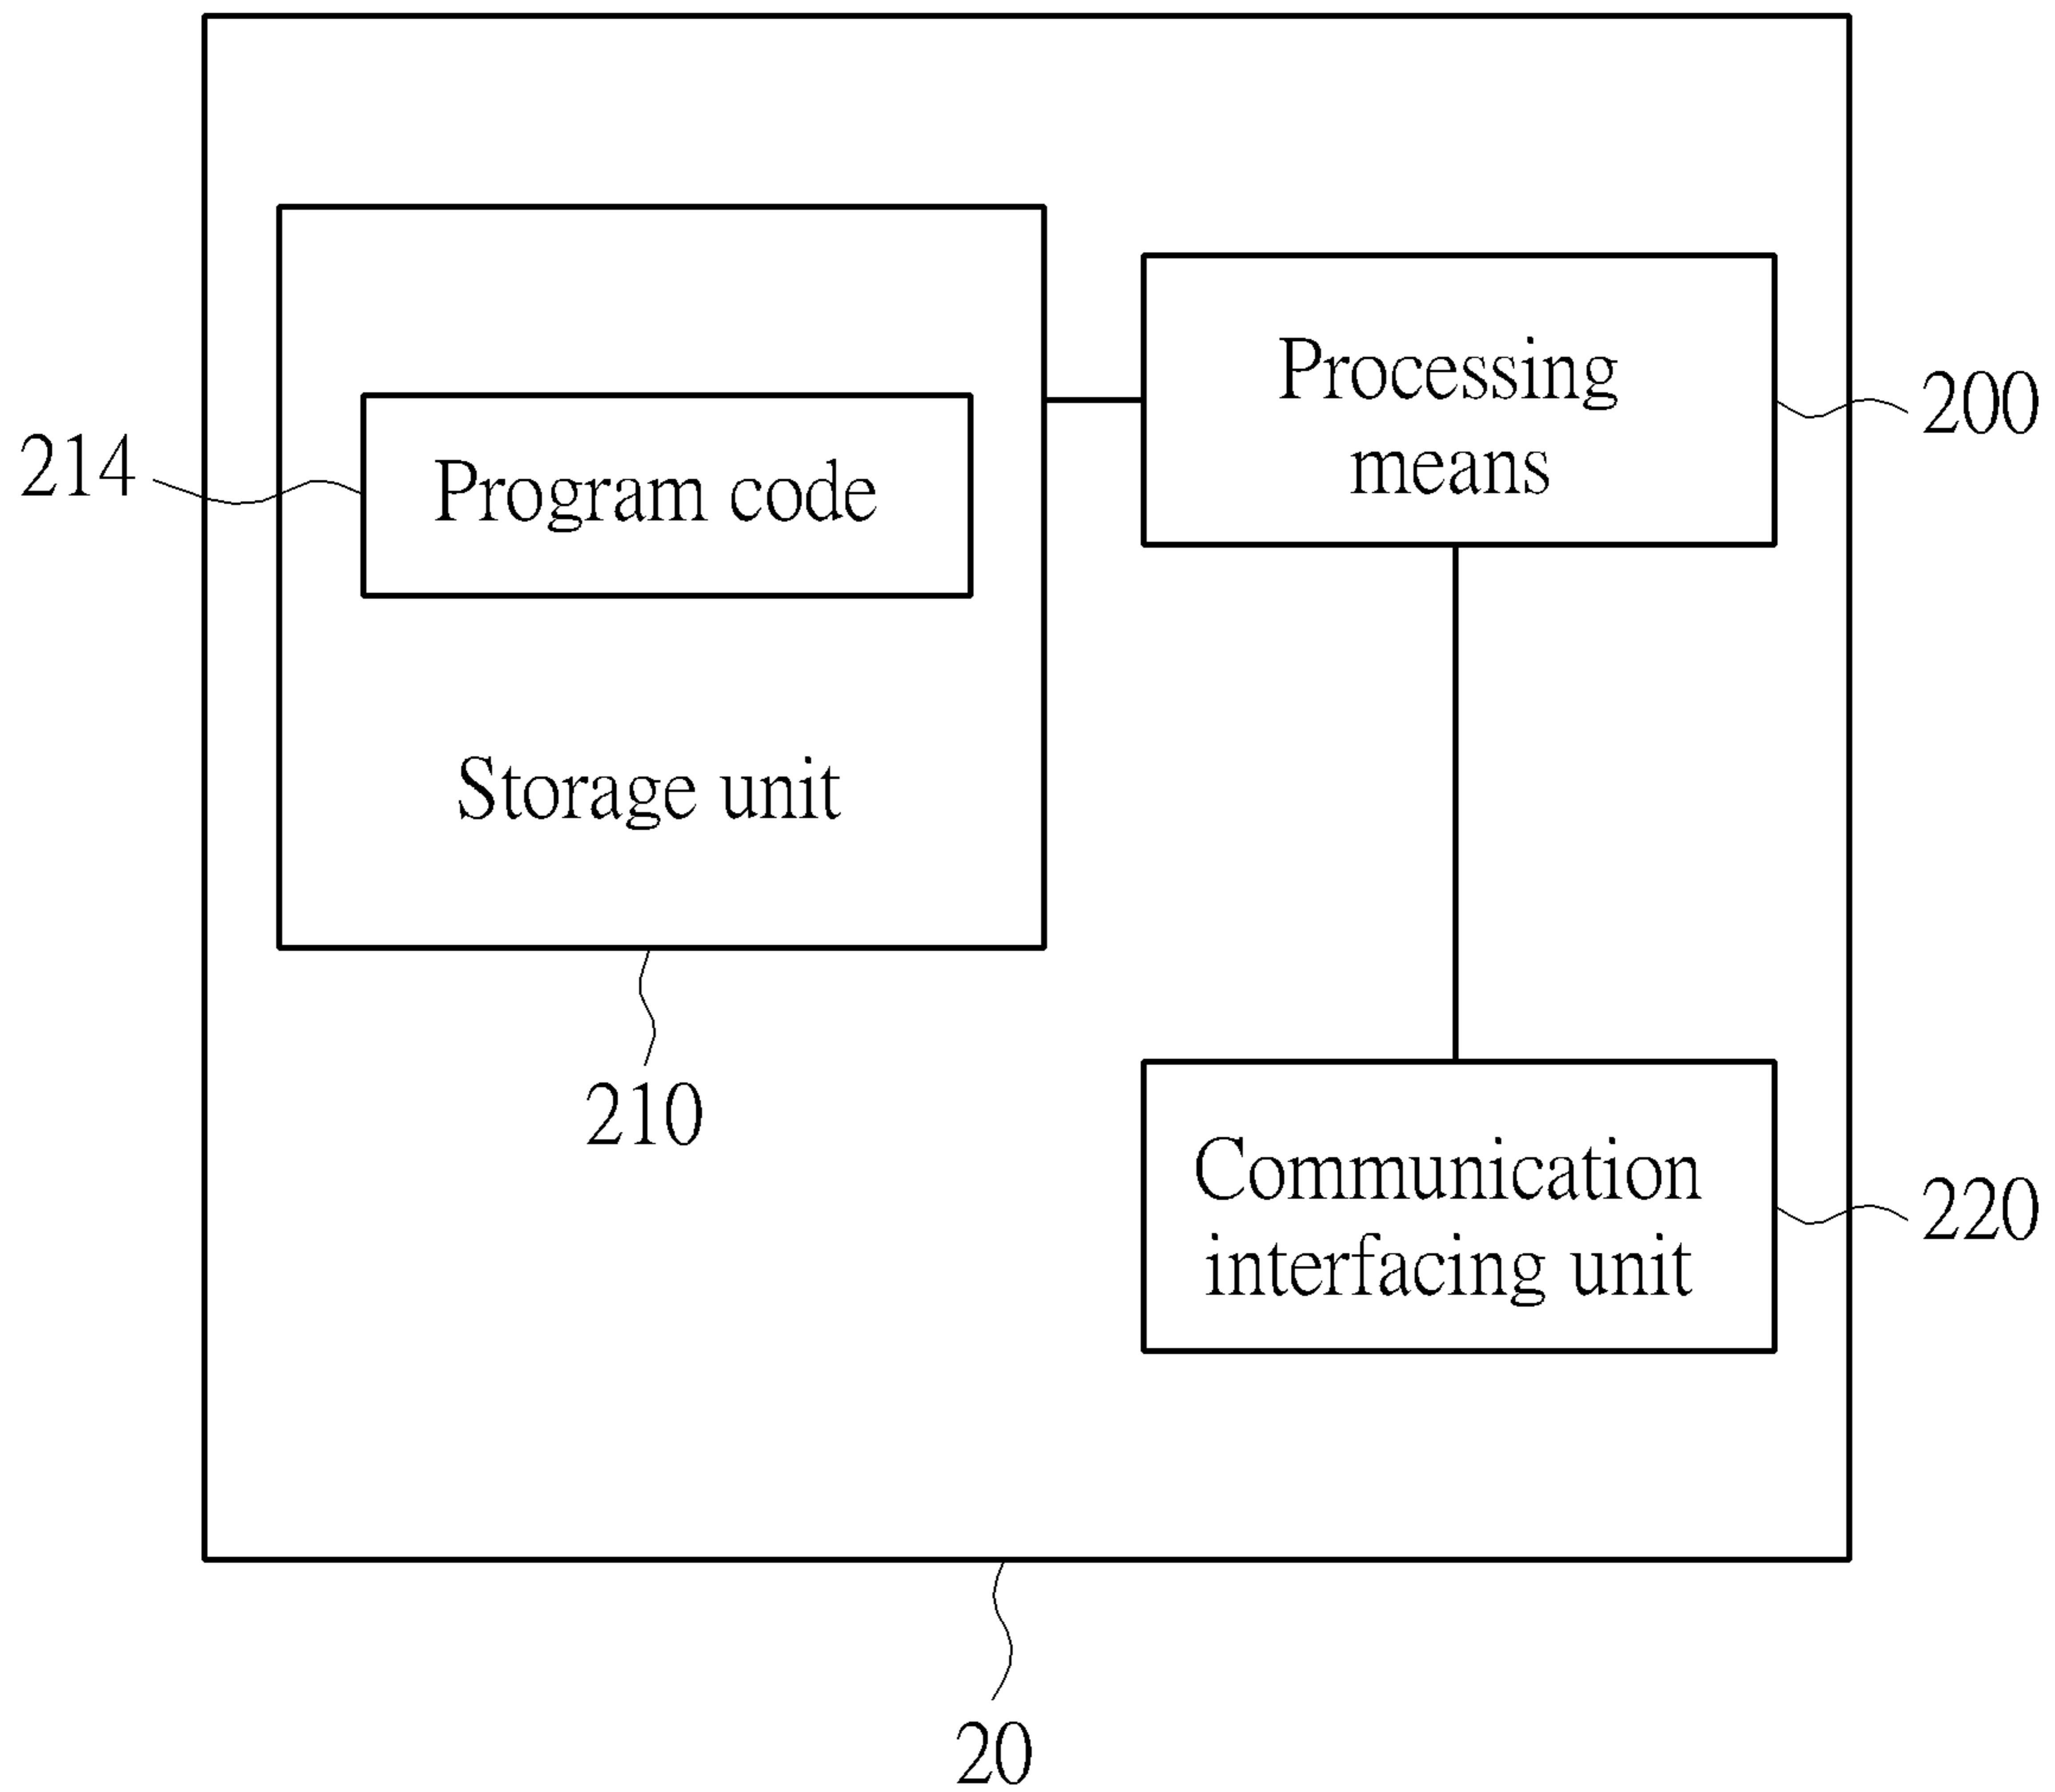 Processing
means
200
214
Program code
Storage unit
210
Communication
interfacing unit
220
20